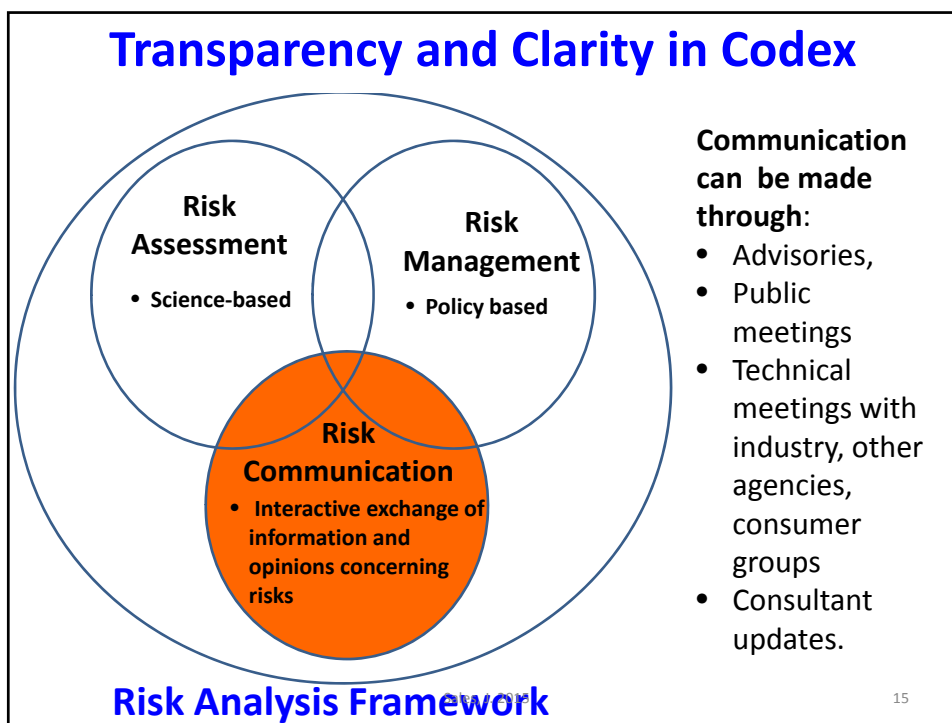 Transparency and Clarity in Codex
Risk
Assessment
• Science-based
Risk
Management
• Policy based
Risk
Communication
• Interactive exchange of
information and
opinions concerning
risks
Communication
can be made
through:
• Advisories,
• Public
meetings
• Technical
meetings with
industry, other
agencies,
consumer
groups
• Consultant
updates.
Risk Analysis Framework
Sales, J. 2015
15